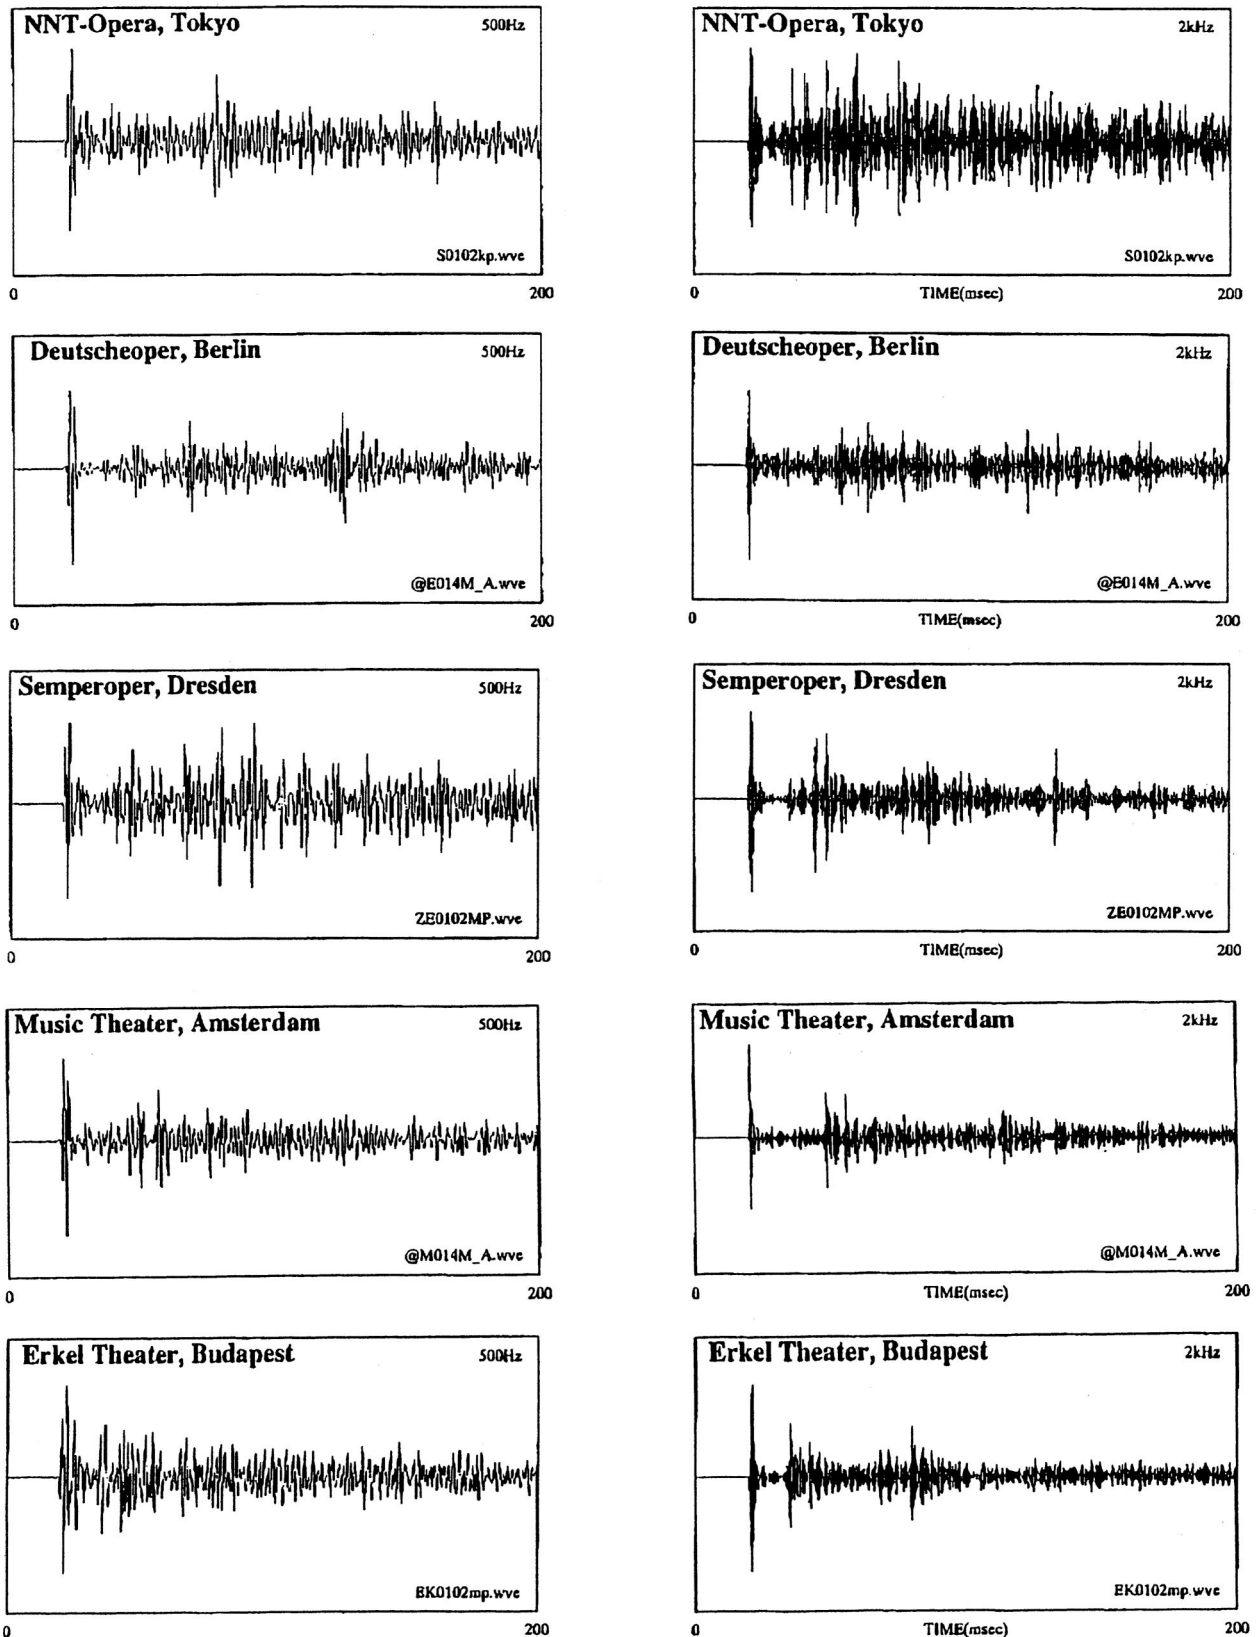 NNT-Opera, Tokyo 500Hz
S0102kp.wve
0 200
NNT-Opera, Tokyo 2kHz
S0102kp.wve
0 TIME(msec) 200
Deutscheoper, Berlin 500Hz
@E014M_A.wve
0 200
Deutscheoper, Berlin 2kHz
@E014M_A.wve
0 TIME(msec) 200
Semperoper, Dresden 500Hz
ZE0102MP.wve
0 200
Semperoper, Dresden 2kHz
ZE0102MP.wve
0 TIME(msec) 200
Music Theater, Amsterdam 500Hz
@M014M_A.wve
0 200
Music Theater, Amsterdam 2kHz
@M014M_A.wve
0 TIME(msec) 200
Erkel Theater, Budapest 500Hz
EK0102mp.wve
0 200
Erkel Theater, Budapest 2kHz
EK0102mp.wve
0 TIME(msec) 200